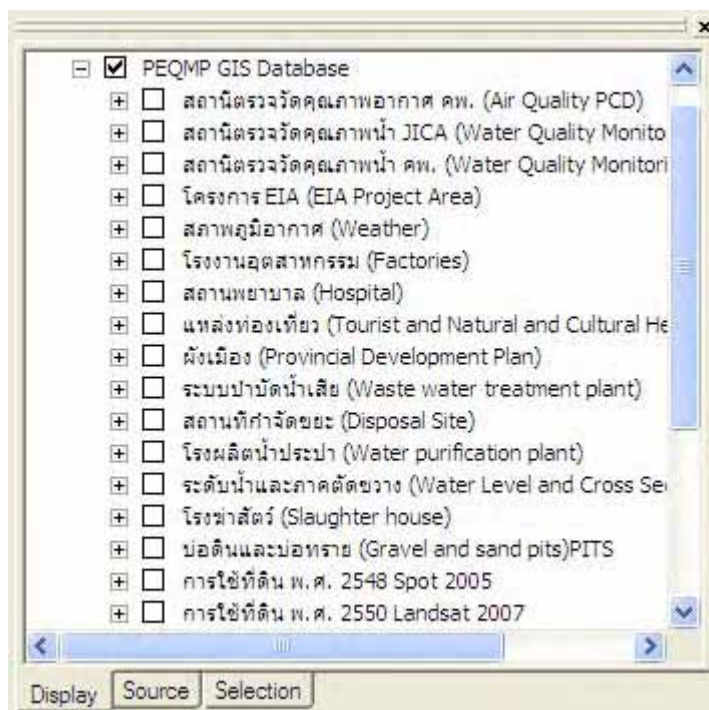 PEQMP GIS Database
สถานีตรวจวัดคุณภาพอากาศ คพ. (Air Quality PCD)
สถานีตรวจวัดคุณภาพน้ำ JICA (Water Quality Monito
สถานีตรวจวัดคุณภาพน้ำ คพ. (Water Quality Monitori
โครงการ EIA (EIA Project Area)
สภาพภูมิอากาศ (Weather)
โรงงานอุตสาหกรรม (Factories)
สถานพยาบาล (Hospital)
แหล่งท่องเที่ยว (Tourist and Natural and Cultural He
ผังเมือง (Provincial Development Plan)
ระบบบำบัดน้ำเสีย (Waste water treatment plant)
สถานที่กำจัดขยะ (Disposal Site)
โรงผลิตน้ำประปา (Water purification plant)
ระดับน้ำและภาคตัดขวาง (Water Level and Cross Se
โรงฆ่าสัตว์ (Slaughter house)
บ่อดินและบ่อทราย (Gravel and sand pits)PITS
การใช้ที่ดิน พ.ศ. 2548 Spot 2005
การใช้ที่ดิน พ.ศ. 2550 Landsat 2007
Display Source Selection